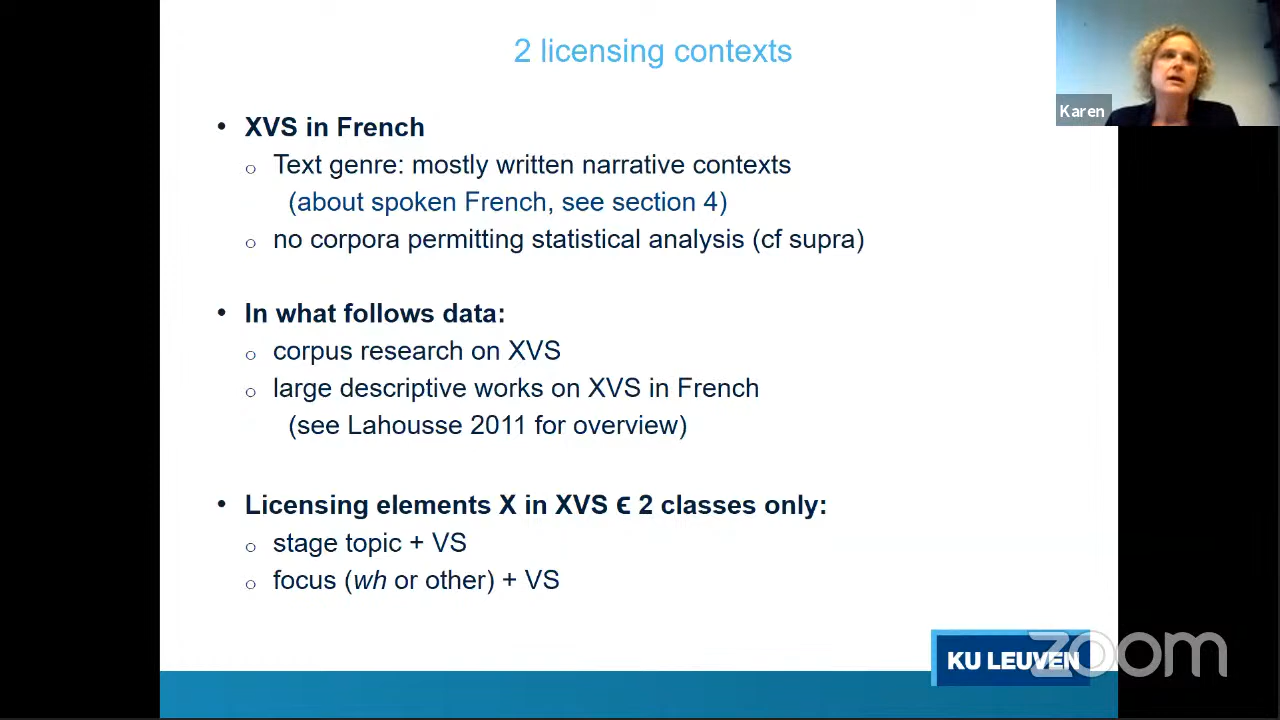 2 licensing contexts
Karen
• XVS in French
o Text genre: mostly written narrative contexts
(about spoken French, see section 4)
o no corpora permitting statistical analysis (cf supra)
• In what follows data:
o corpus research on XVS
o large descriptive works on XVS in French
(see Lahousse 2011 for overview)
• Licensing elements X in XVS ϵ 2 classes only:
o stage topic + VS
o focus (wh or other) + VS
KU LEUVEN
zoom